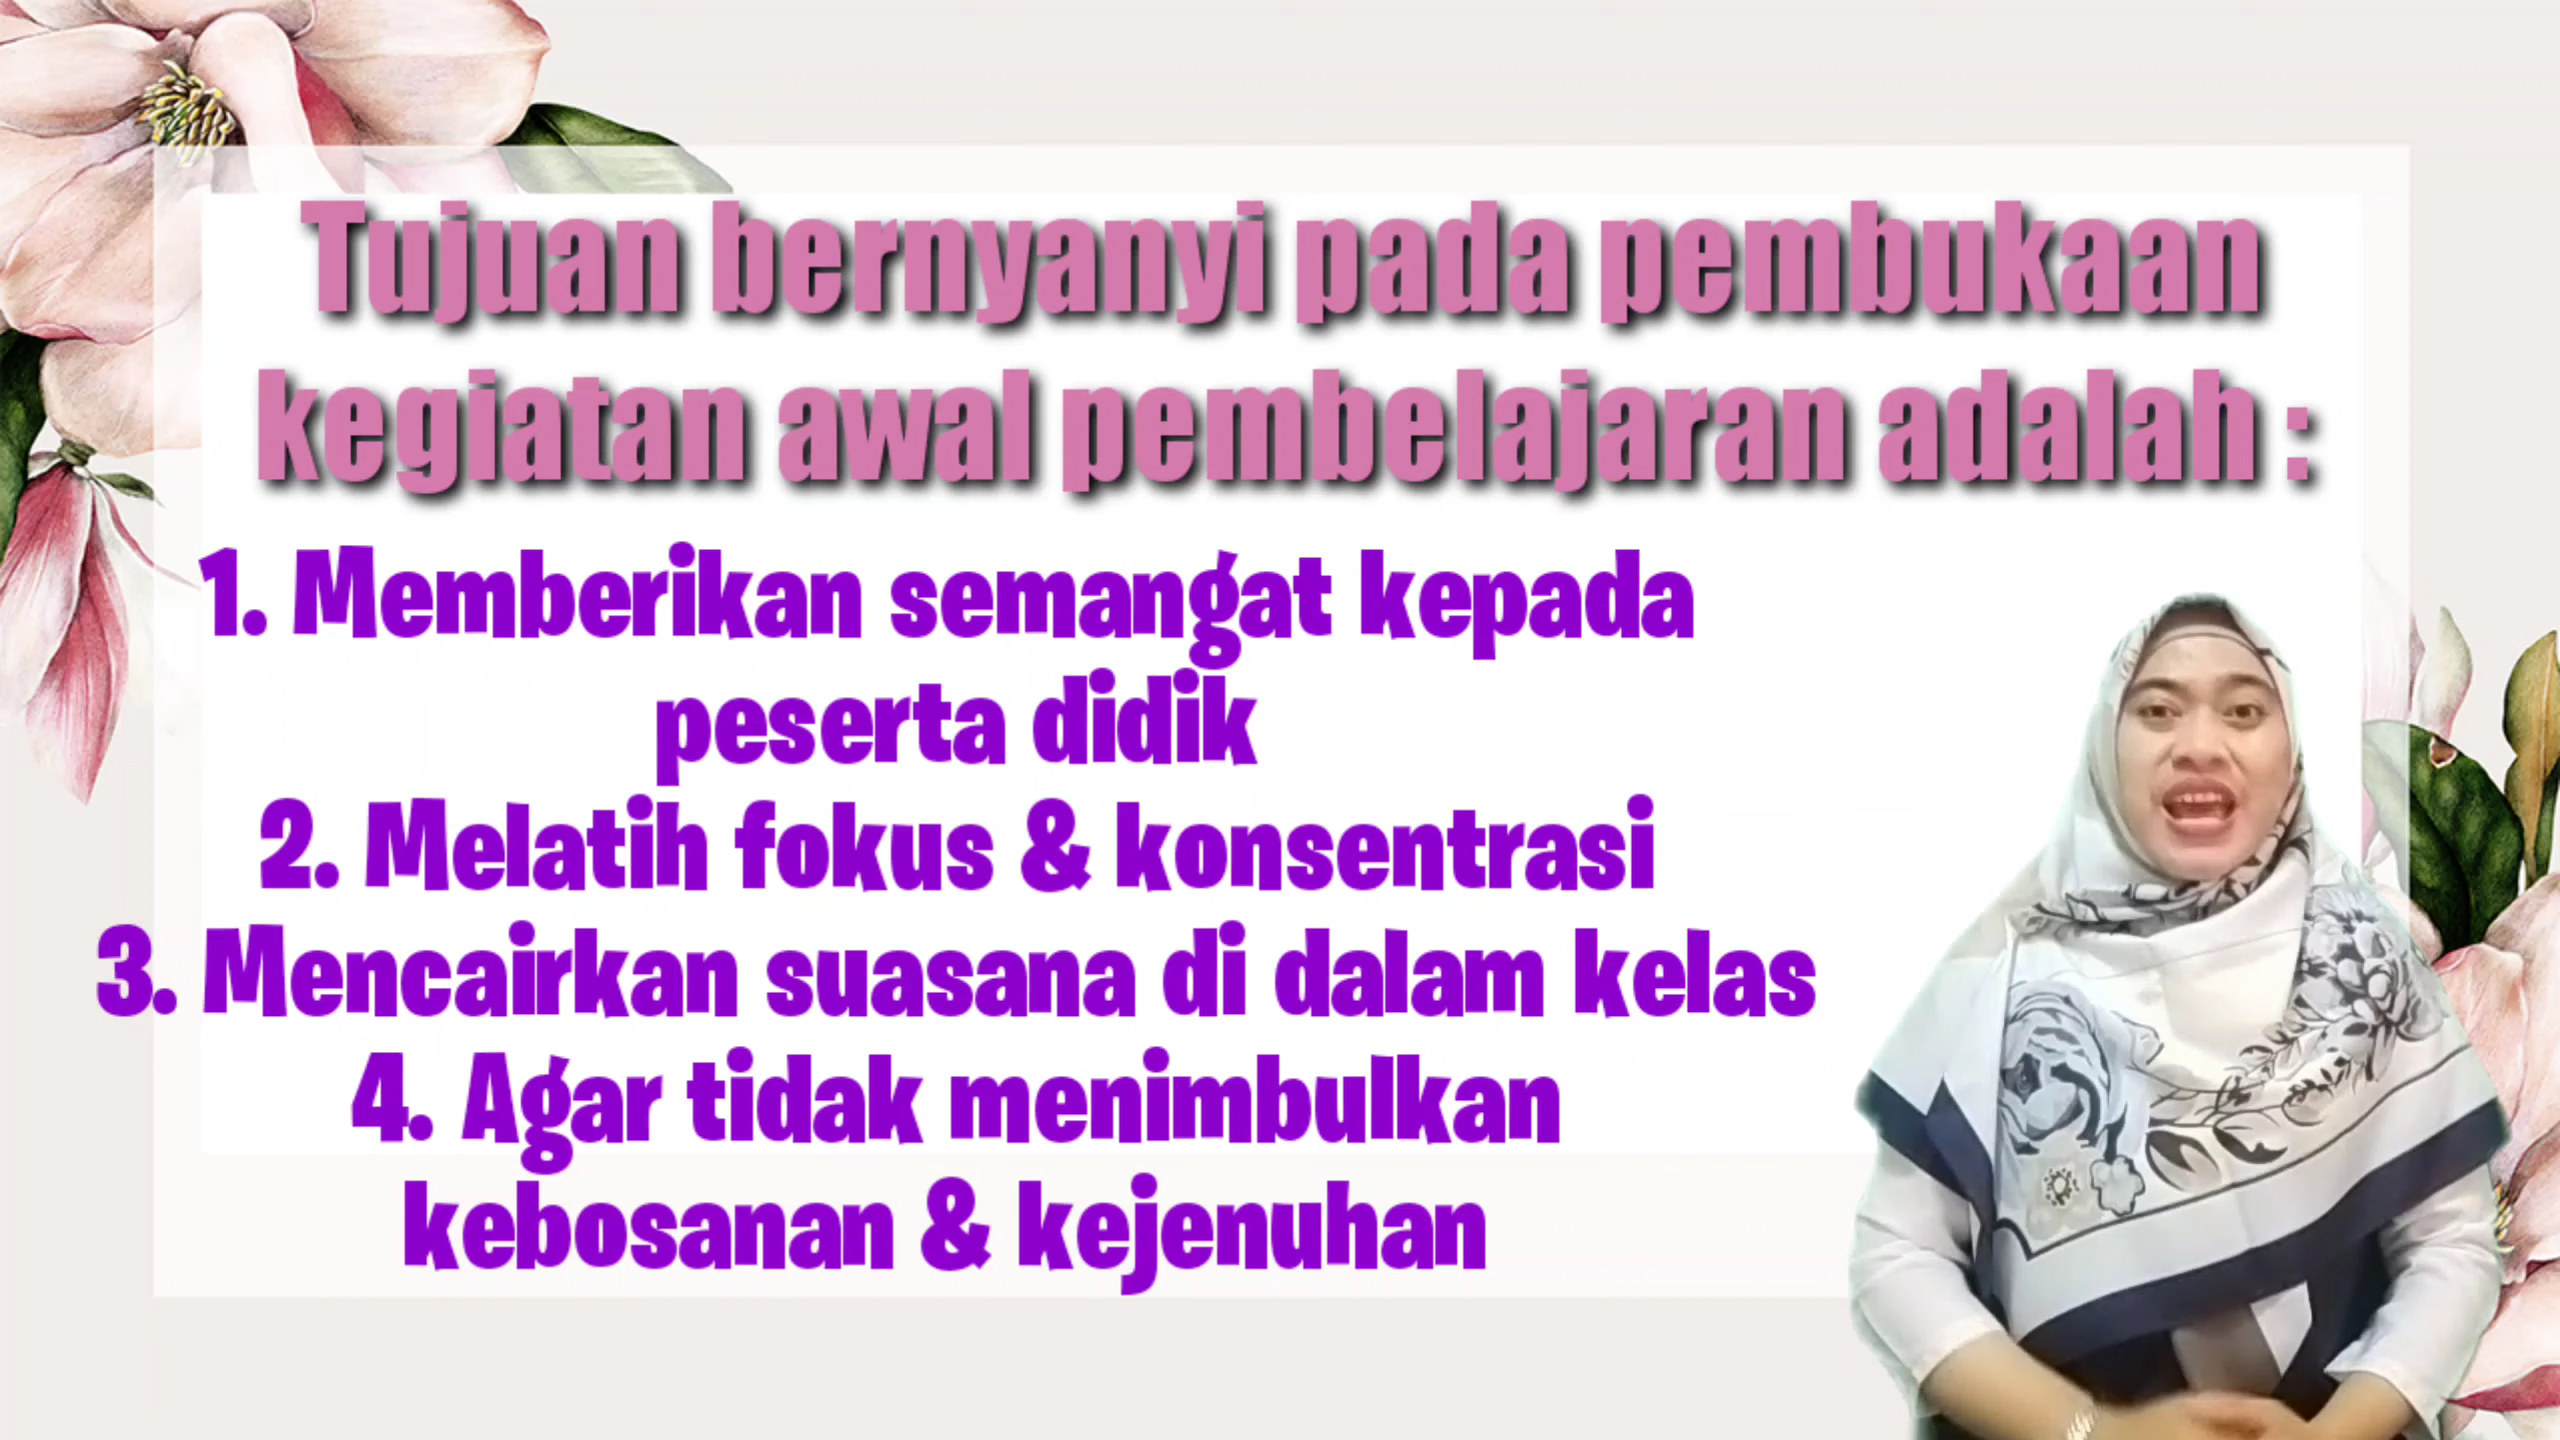 Tujuan bernyanyi pada pembukaan
kegiatan awal pembelajaran adalah :
1. Memberikan semangat kepada
peserta didik
2. Melatih fokus & konsentrasi
3. Mencairkan suasana di dalam kelas
4. Agar tidak menimbulkan
kebosanan & kejenuhan